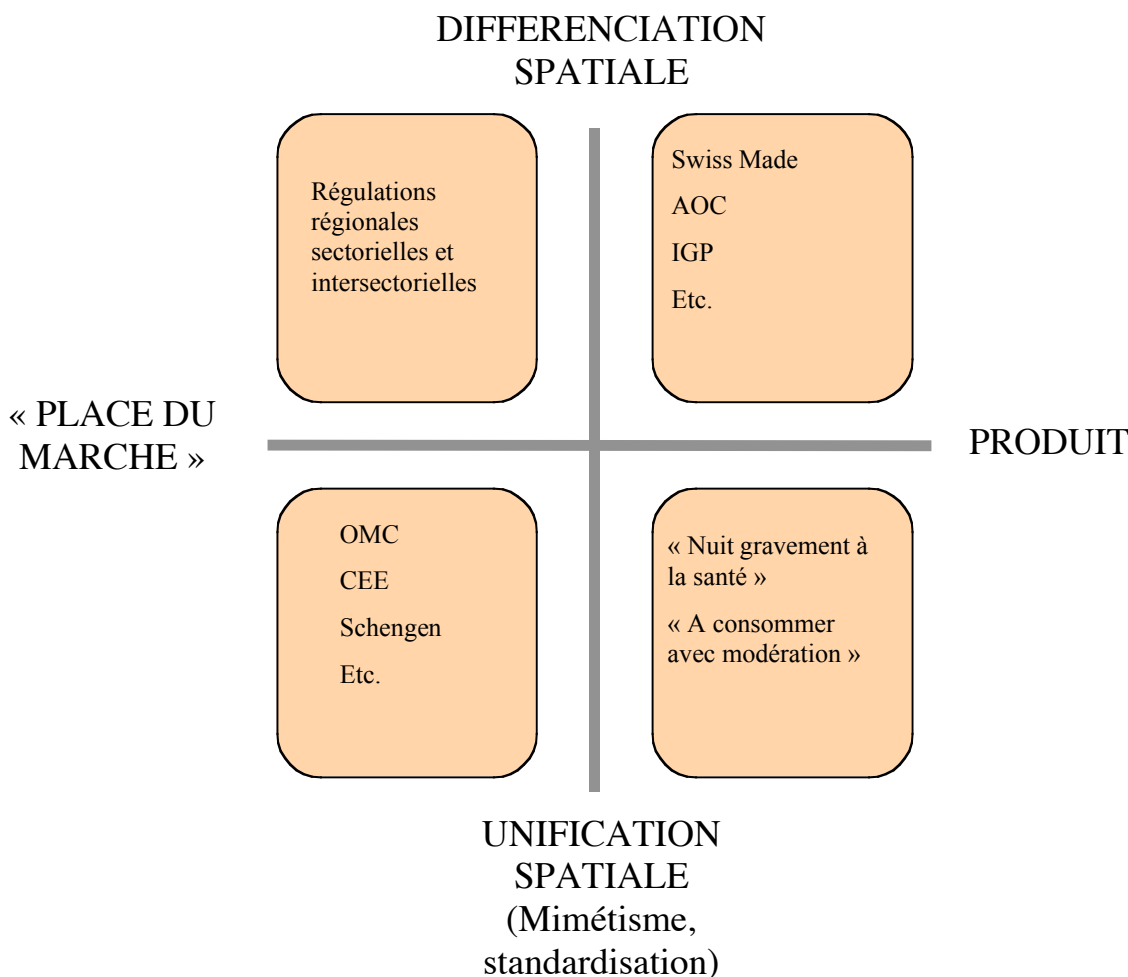 DIFFERENCIATION
SPATIALE
Régulations
régionales
sectorielles et
intersectorielles
Swiss Made
AOC
IGP
Etc.
« PLACE DU
MARCHE »
PRODUIT
OMC
CEE
Schengen
Etc.
« Nuit gravement à
la santé »
« A consommer
avec modération »
UNIFICATION
SPATIALE
(Mimétisme,
standardisation)